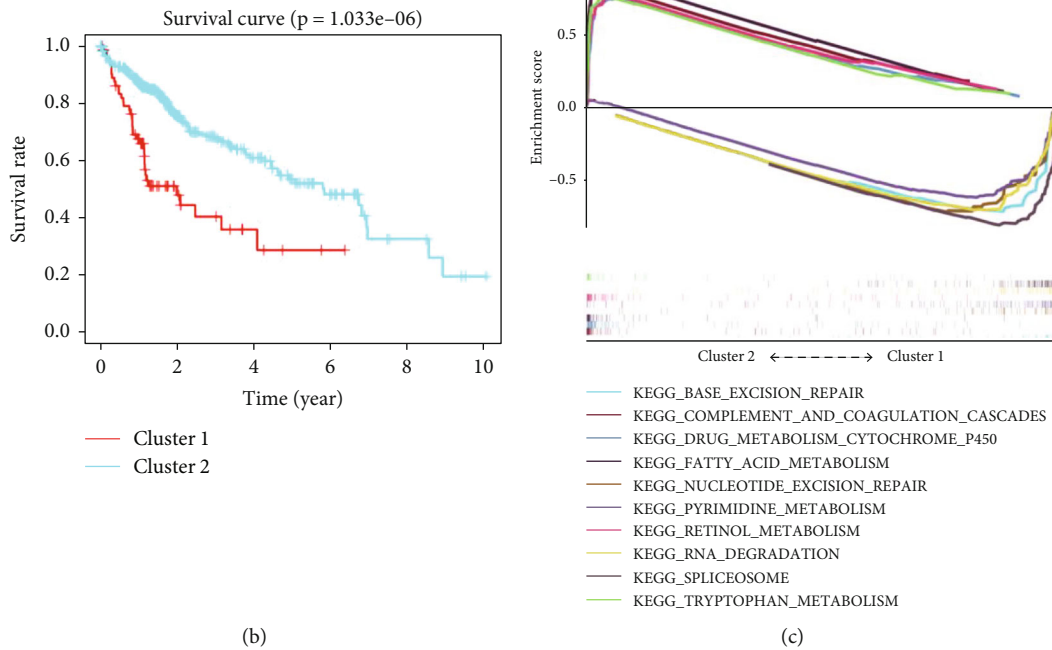 Survival curve (p = 1.033e–06)
1.0
0.8
0.6
0.4
0.2
0.0
Survival rate
0 2 4 6 8 10
Time (year)
Cluster 1
Cluster 2
(b)
0.5
0.0
−0.5
Enrichment score
Cluster 2 Cluster 1
KEGG_BASE_EXCISION_REPAIR
KEGG_COMPLEMENT_AND_COAGULATION_CASCADES
KEGG_DRUG_METABOLISM_CYTOCHROME_P450
KEGG_FATTY_ACID_METABOLISM
KEGG_NUCLEOTIDE_EXCISION_REPAIR
KEGG_PYRIMIDINE_METABOLISM
KEGG_RETINOL_METABOLISM
KEGG_RNA_DEGRADATION
KEGG_SPLICEOSOME
KEGG_TRYPTOPHAN_METABOLISM
(c)